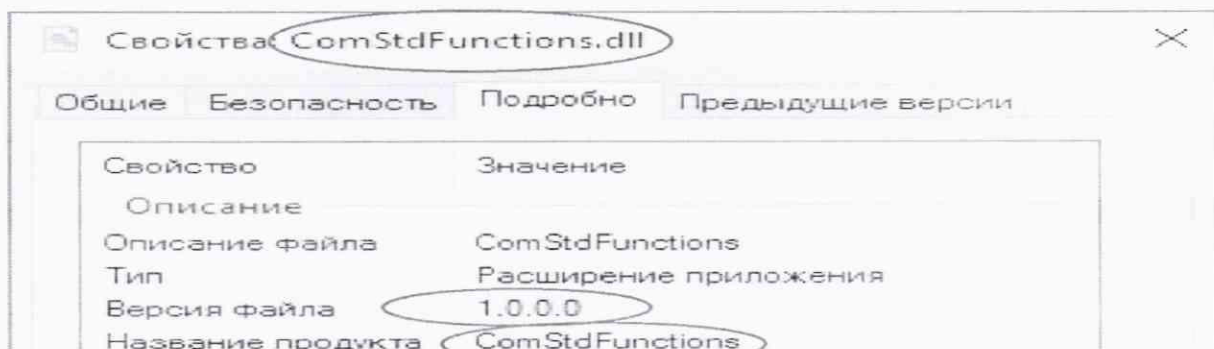 Свойства: ComStdFunctions.dll
Общие Безопасность Подробно Предыдущие версии
Свойство Значение
Описание
Описание файла ComStdFunctions
Тип Расширение приложения
Версия файла 1.0.0.0
Название продукта ComStdFunctions